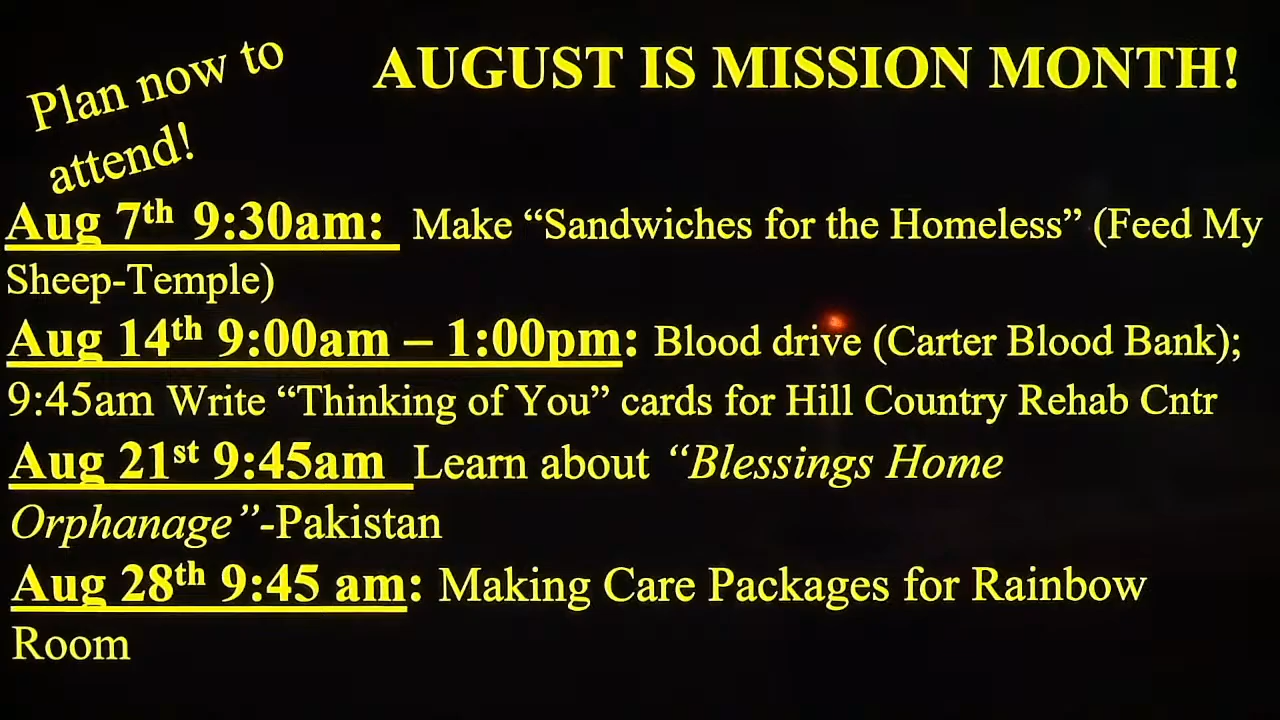 Plan now to
attend!
AUGUST IS MISSION MONTH!
Aug 7th 9:30am: Make “Sandwiches for the Homeless” (Feed My
Sheep-Temple)
Aug 14th 9:00am – 1:00pm: Blood drive (Carter Blood Bank);
9:45am Write “Thinking of You” cards for Hill Country Rehab Cntr
Aug 21st 9:45am Learn about “Blessings Home
Orphanage”-Pakistan
Aug 28th 9:45 am: Making Care Packages for Rainbow
Room